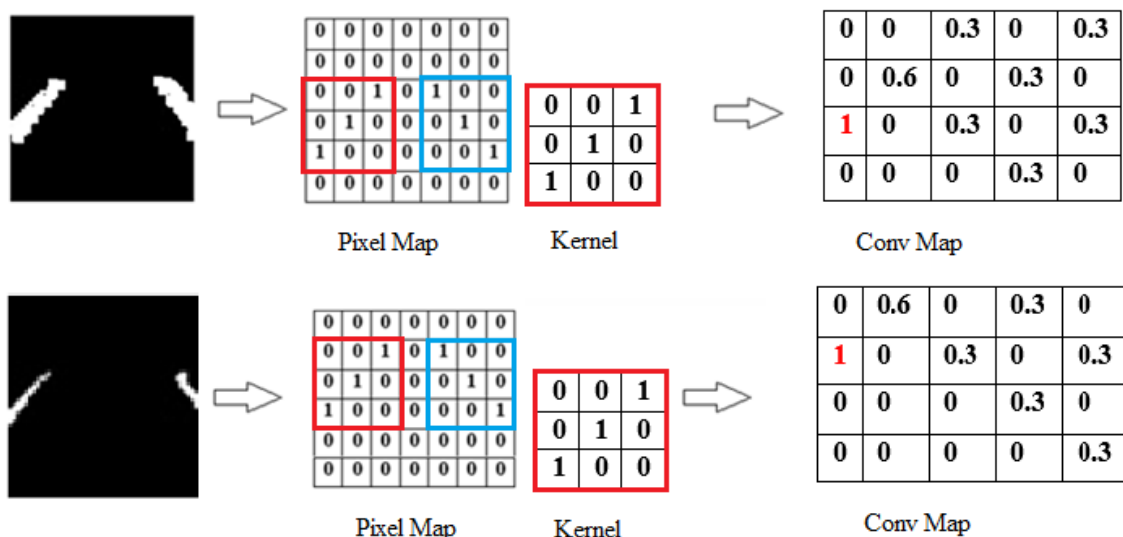 0 0 0 0 0 0 0
0 0 0 0 0 0 0
0 0 1 0 1 0 0
0 1 0 0 0 1 0
1 0 0 0 0 0 1
0 0 0 0 0 0 0
Pixel Map
0 0 1
0 1 0
1 0 0
Kernel
0 0 0.3 0 0.3
0 0.6 0 0.3 0
1 0 0.3 0 0.3
0 0 0 0.3 0
Conv Map
0 0 0 0 0 0 0
0 0 1 0 1 0 0
0 1 0 0 0 1 0
1 0 0 0 0 0 1
0 0 0 0 0 0 0
0 0 0 0 0 0 0
Pixel Map
0 0 1
0 1 0
1 0 0
Kernel
0 0.6 0 0.3 0
1 0 0.3 0 0.3
0 0 0 0.3 0
0 0 0 0 0.3
Conv Map